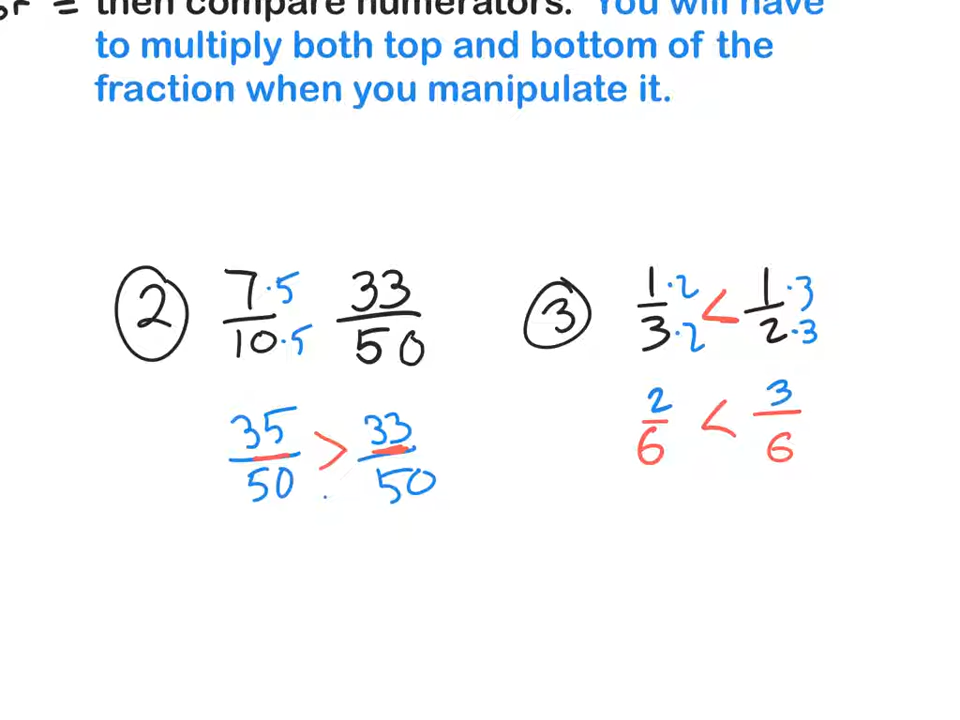 = then compare numerators. You will have
to multiply both top and bottom of the
fraction when you manipulate it.
2 7·5/10·5 33/50
35/50 > 33/50
3 1·2/3·2 < 1·3/2·3
2/6 < 3/6